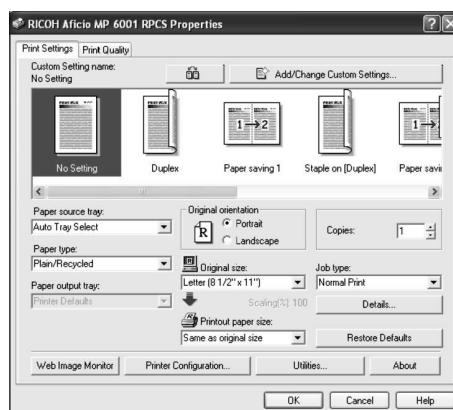 RICOH Aficio MP 6001 RPCS Properties
Print Settings
Print Quality
Custom Setting name:
No Setting
Add/Change Custom Settings...
1 2
1
No Setting
Duplex
Paper saving 1
Staple on [Duplex]
Paper savi
Paper source tray:
Auto Tray Select
Paper type:
Plain/Recycled
Paper output tray:
Printer Defaults
Original orientation
R
Portrait
Landscape
Copies:
1
Original size:
Letter (8 1/2" x 11")
Scaling[%]: 100
Printout paper size:
Same as original size
Job type:
Normal Print
Details...
Restore Defaults
Web Image Monitor
Printer Configuration...
Utilities...
About
OK
Cancel
Help